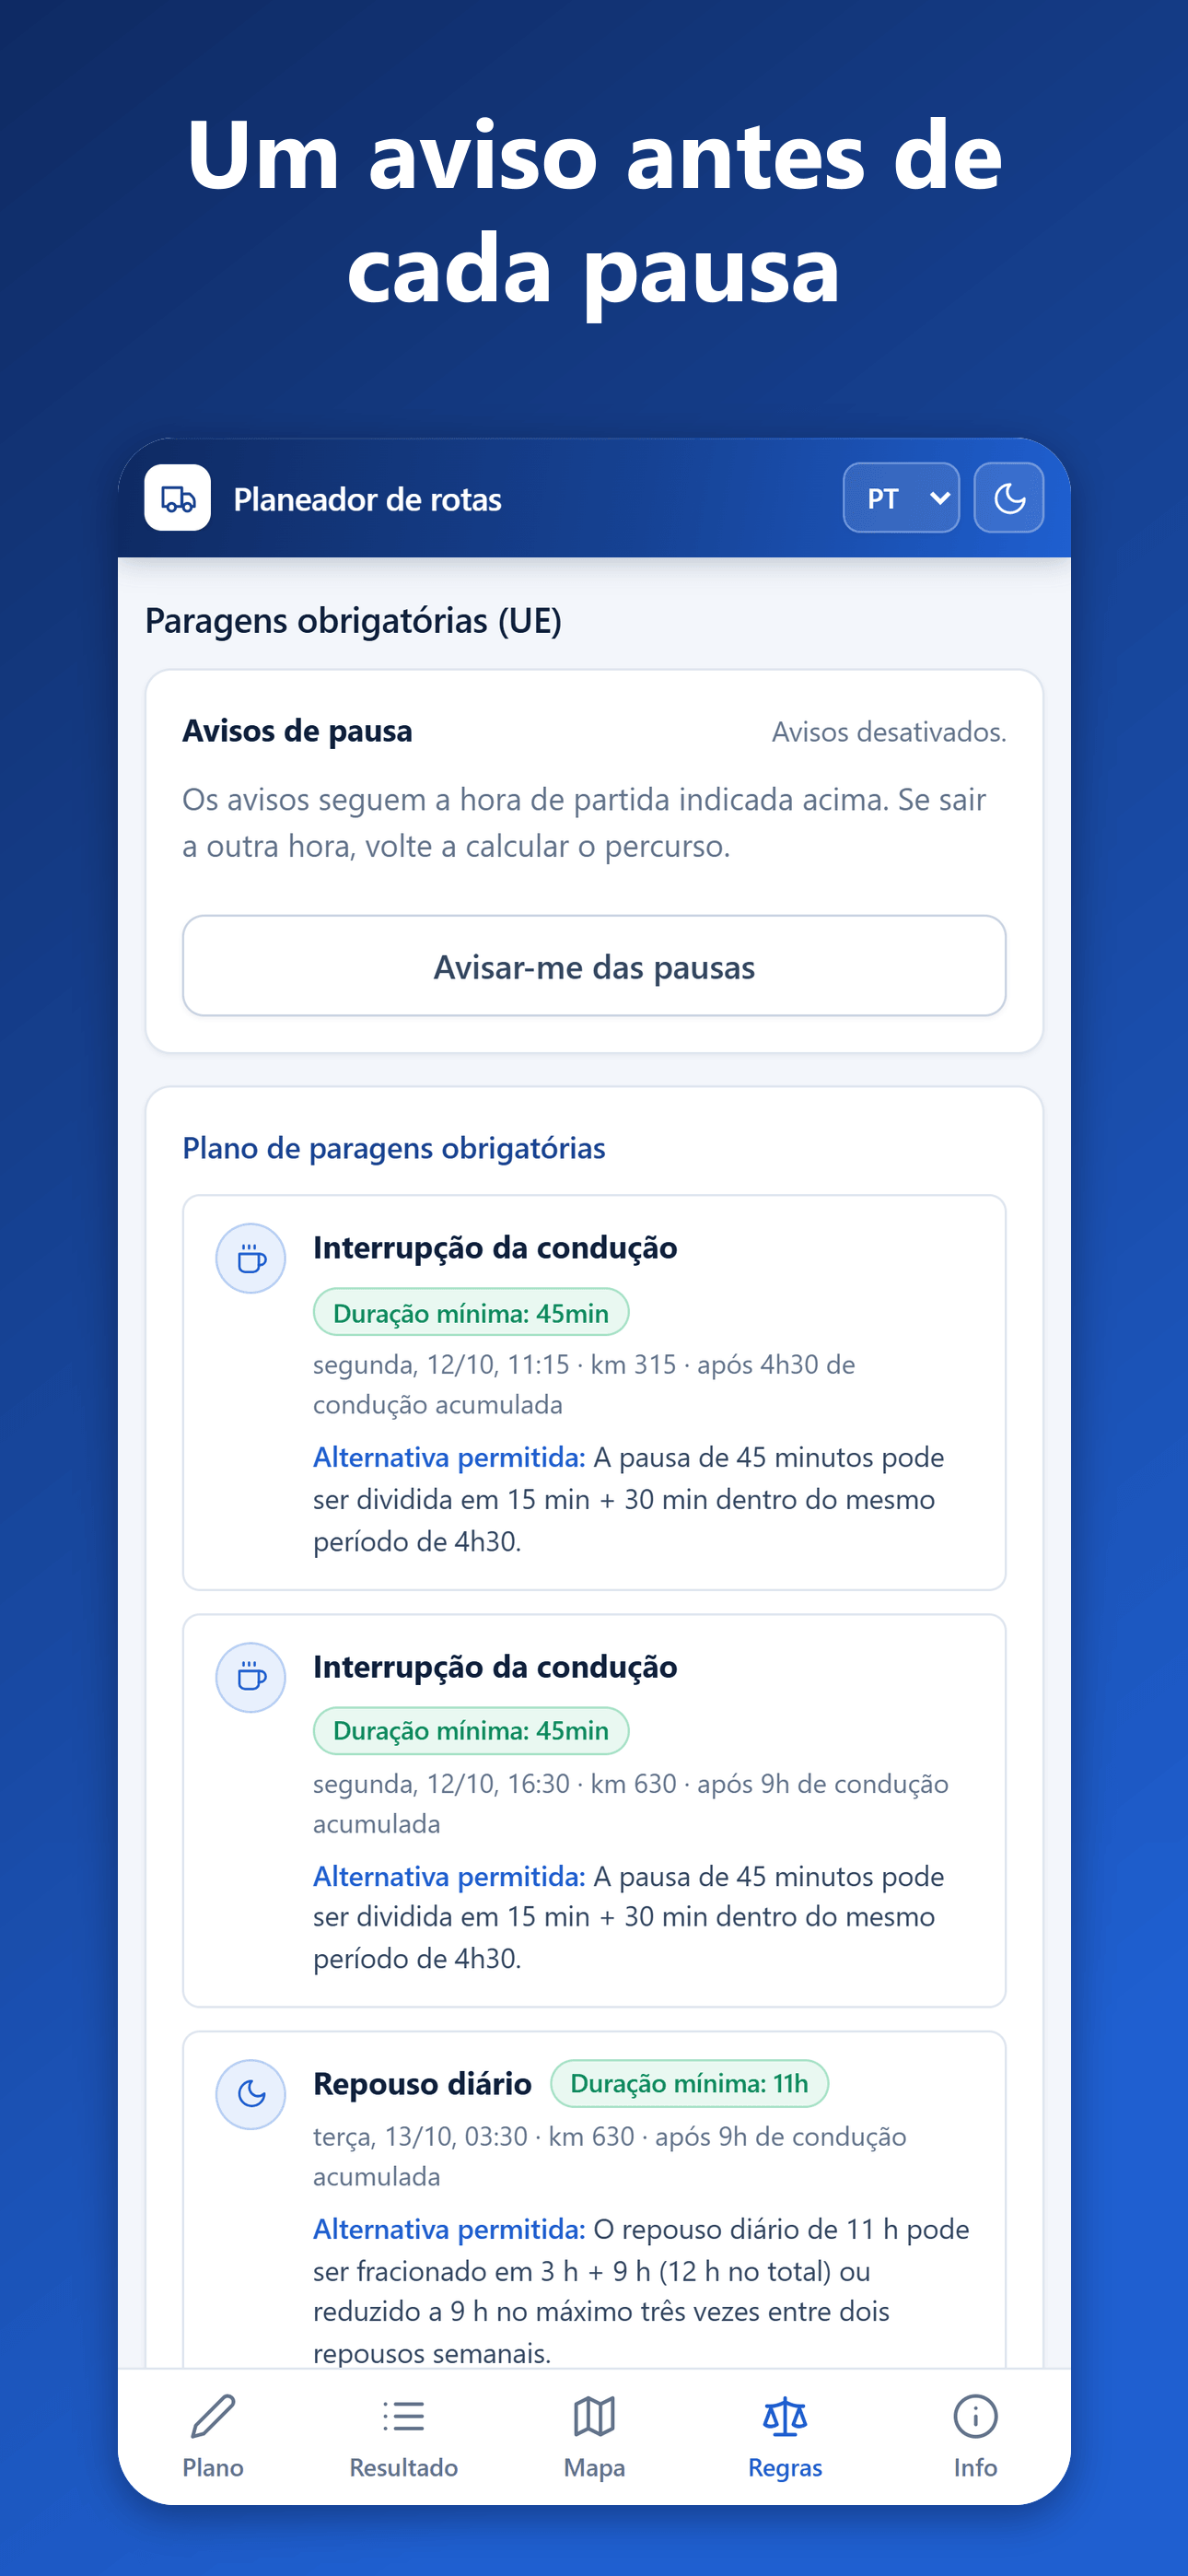 Um aviso antes de
cada pausa
Planeador de rotas
PT
Paragens obrigatórias (UE)
Avisos de pausa
Avisos desativados.
Os avisos seguem a hora de partida indicada acima. Se sair
a outra hora, volte a calcular o percurso.
Avisar-me das pausas
Plano de paragens obrigatórias
Interrupção da condução
Duração mínima: 45min
segunda, 12/10, 11:15 · km 315 · após 4h30 de
condução acumulada
Alternativa permitida: A pausa de 45 minutos pode
ser dividida em 15 min + 30 min dentro do mesmo
período de 4h30.
Interrupção da condução
Duração mínima: 45min
segunda, 12/10, 16:30 · km 630 · após 9h de condução
acumulada
Alternativa permitida: A pausa de 45 minutos pode
ser dividida em 15 min + 30 min dentro do mesmo
período de 4h30.
Repouso diário
Duração mínima: 11h
terça, 13/10, 03:30 · km 630 · após 9h de condução
acumulada
Alternativa permitida: O repouso diário de 11 h pode
ser fracionado em 3 h + 9 h (12 h no total) ou
reduzido a 9 h no máximo três vezes entre dois
repousos semanais.
Plano
Resultado
Mapa
Regras
Info